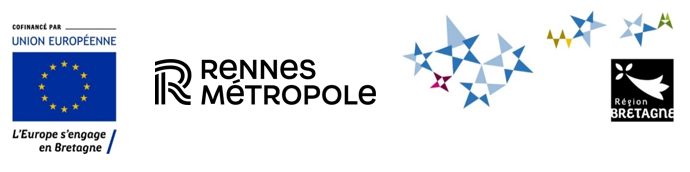 COFINANCÉ PAR
UNION EUROPÉENNE
L'Europe s'engage
en Bretagne
RENNES
MÉTROPOLE
Région
BRETAGNE